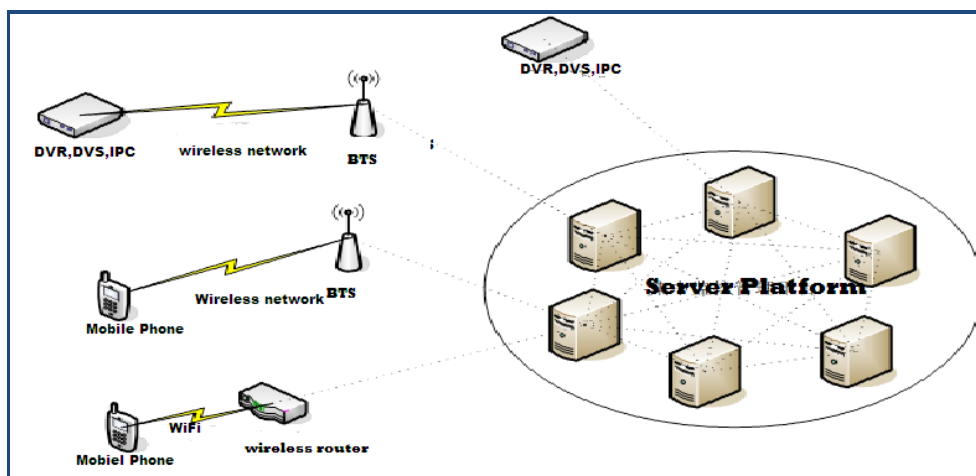 DVR,DVS,IPC
DVR,DVS,IPC
wireless network
BTS
;
Server Platform
Wireless network
BTS
Mobile Phone
WiFi
wireless router
Mobiel Phone